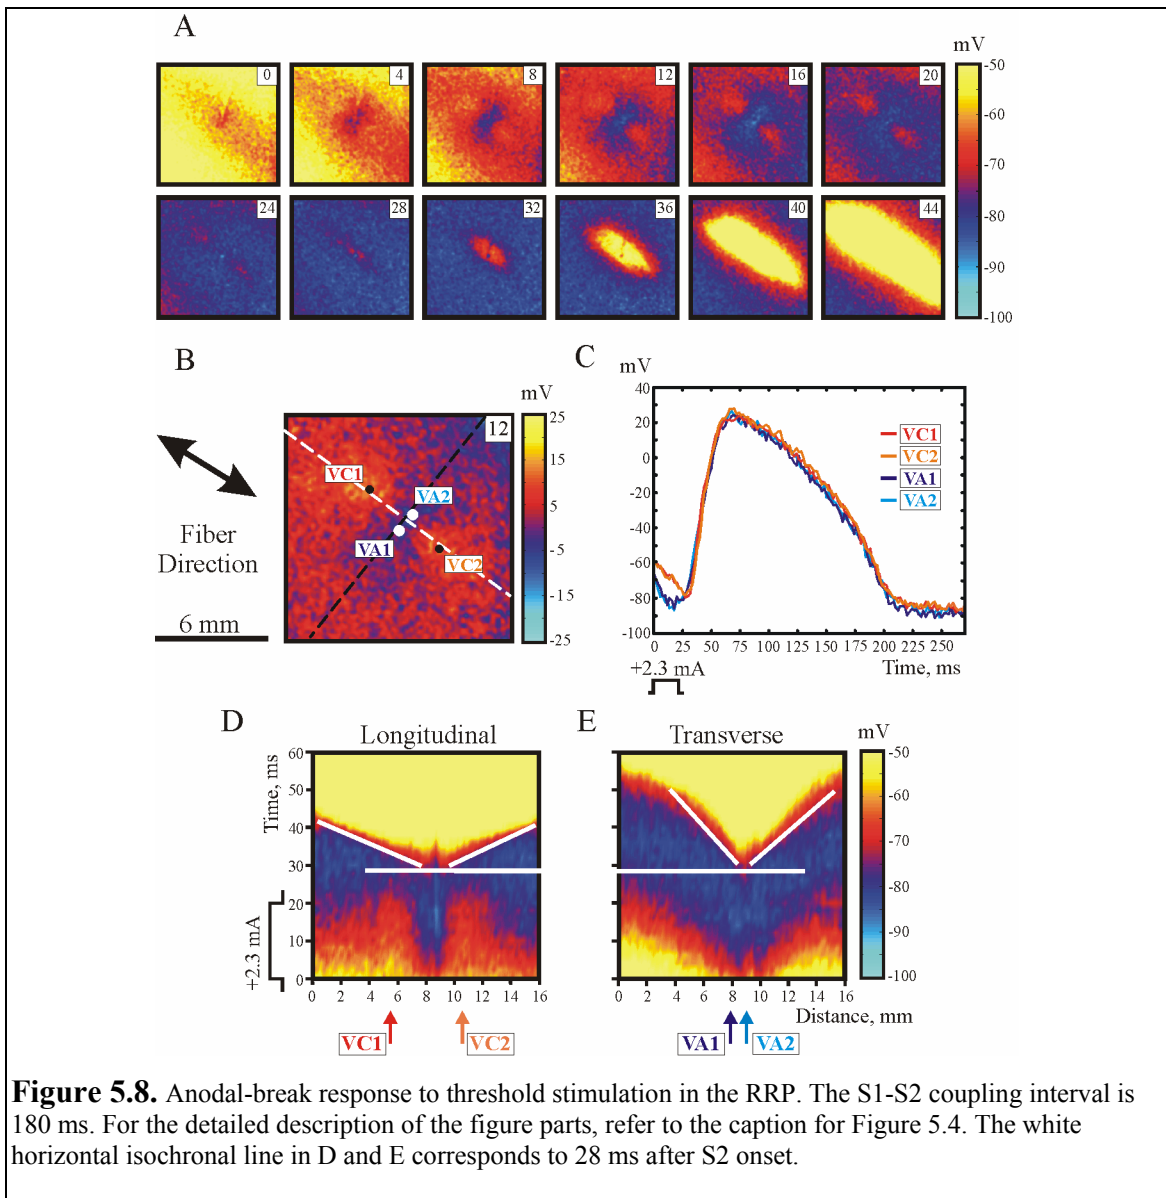 A
mV
0
4
8
12
16
20
24
28
32
36
40
44
-50
-60
-70
-80
-90
-100
B
mV
12
VC1
VA2
VA1
VC2
25
15
5
-5
-15
-25
Fiber
Direction
6 mm
C
mV
40
20
0
-20
-40
-60
-80
-100
VC1
VC2
VA1
VA2
0 25 50 75 100 125 150 175 200 225 250
Time, ms
+2.3 mA
D
Longitudinal
Time, ms
60
50
40
30
20
10
0
+2.3 mA
0 2 4 6 8 10 12 14 16
VC1
VC2
E
Transverse
mV
-50
-60
-70
-80
-90
-100
0 2 4 6 8 10 12 14 16
Distance, mm
VA1
VA2
Figure 5.8. Anodal-break response to threshold stimulation in the RRP. The S1-S2 coupling interval is
180 ms. For the detailed description of the figure parts, refer to the caption for Figure 5.4. The white
horizontal isochronal line in D and E corresponds to 28 ms after S2 onset.